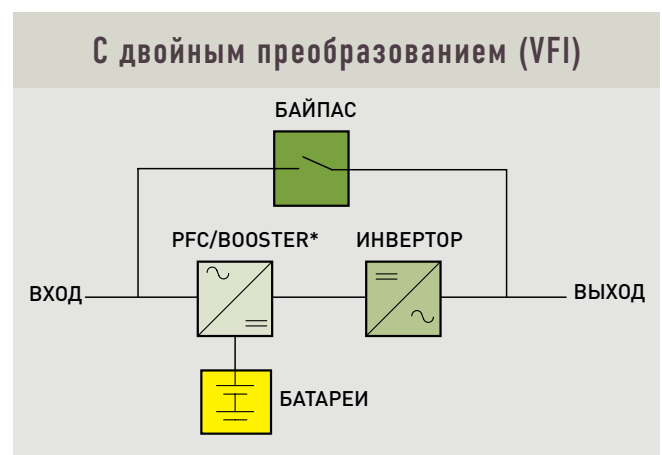 С двойным преобразованием (VFI)
БАЙПАС
PFC/BOOSTER* ИНВЕРТОР
ВХОД ВЫХОД
БАТАРЕИ